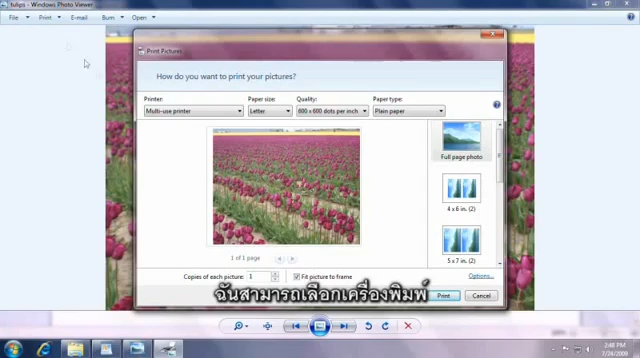 tulips - Windows Photo Viewer
File Print E-mail Burn Open
Print Pictures
How do you want to print your pictures?
Printer: Paper size: Quality: Paper type:
Multi-use printer Letter 600 x 600 dots per inch Plain paper
Full page photo
4 x 6 in. (2)
5 x 7 in. (2)
1 of 1 page
Copies of each picture: 1 Fit picture to frame Options...
ฉันสามารถเลือกเครื่องพิมพ์
Print Cancel
2:48 PM
7/24/2009